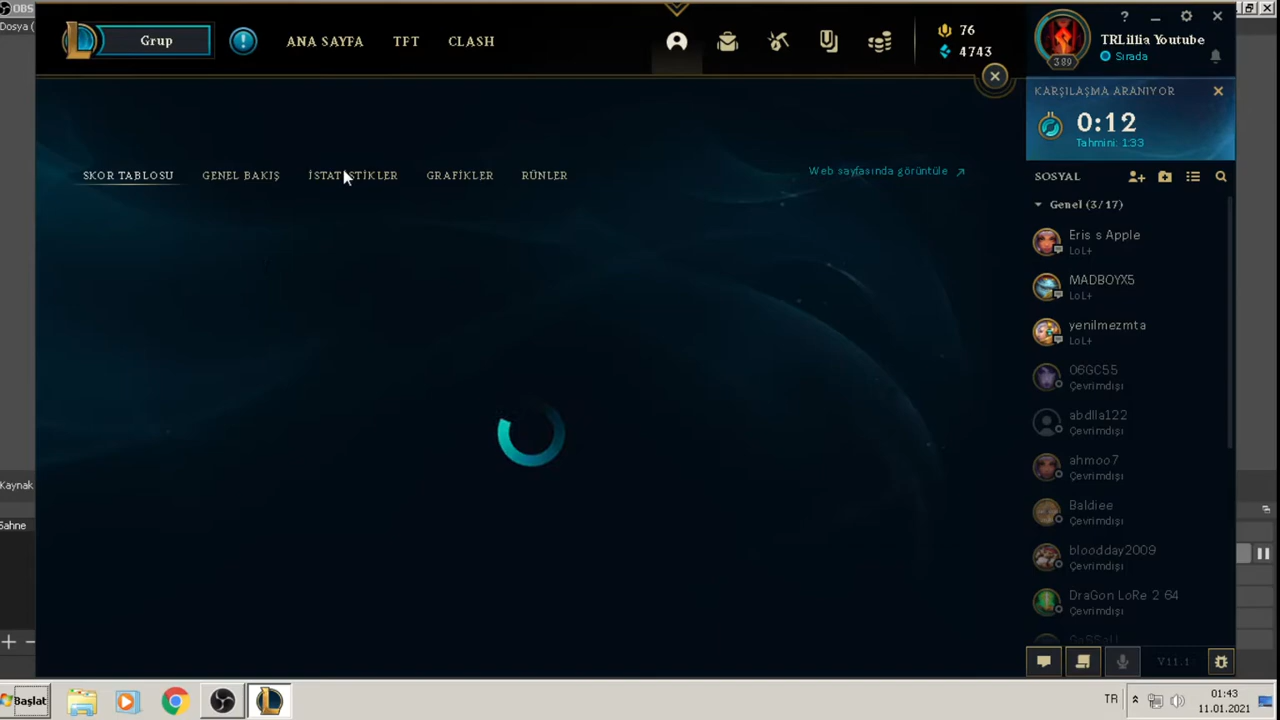 OBS
Dosya (
Grup
ANA SAYFA
TFT
CLASH
76
4743
?
TRLillia Youtube
Sırada
389
KARŞILAŞMA ARANIYOR
0:12
Tahmini: 1:33
SKOR TABLOSU
GENEL BAKIŞ
İSTATİSTİKLER
GRAFİKLER
RÜNLER
Web sayfasında görüntüle
SOSYAL
Genel (3/17)
Eris s Apple
LoL+
MADBOYX5
LoL+
yenilmezmta
LoL+
06GC55
Çevrimdışı
abdlla122
Çevrimdışı
ahmoo7
Çevrimdışı
Baldiee
Çevrimdışı
bloodday2009
Çevrimdışı
DraGon LoRe 2 64
Çevrimdışı
Kaynak
Sahne
V11.1
Başlat
TR
01:43
11.01.2021